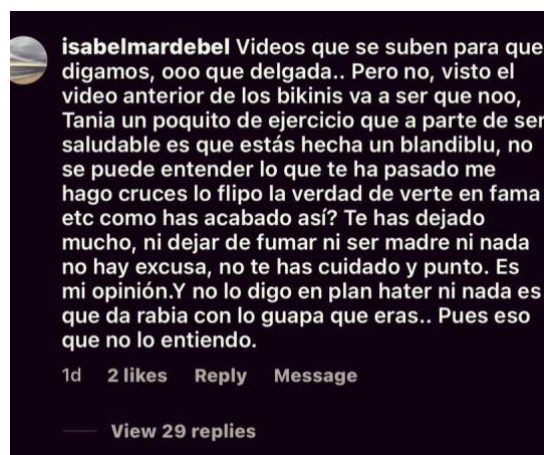 isabelmardebel Videos que se suben para que
digamos, ooo que delgada.. Pero no, visto el
video anterior de los bikinis va a ser que noo,
Tania un poquito de ejercicio que a parte de ser
saludable es que estás hecha un blandiblu, no
se puede entender lo que te ha pasado me
hago cruces lo flipo la verdad de verte en fama
etc como has acabado así? Te has dejado
mucho, ni dejar de fumar ni ser madre ni nada
no hay excusa, no te has cuidado y punto. Es
mi opinión.Y no lo digo en plan hater ni nada es
que da rabia con lo guapa que eras.. Pues eso
que no lo entiendo.
1d 2 likes Reply Message
View 29 replies